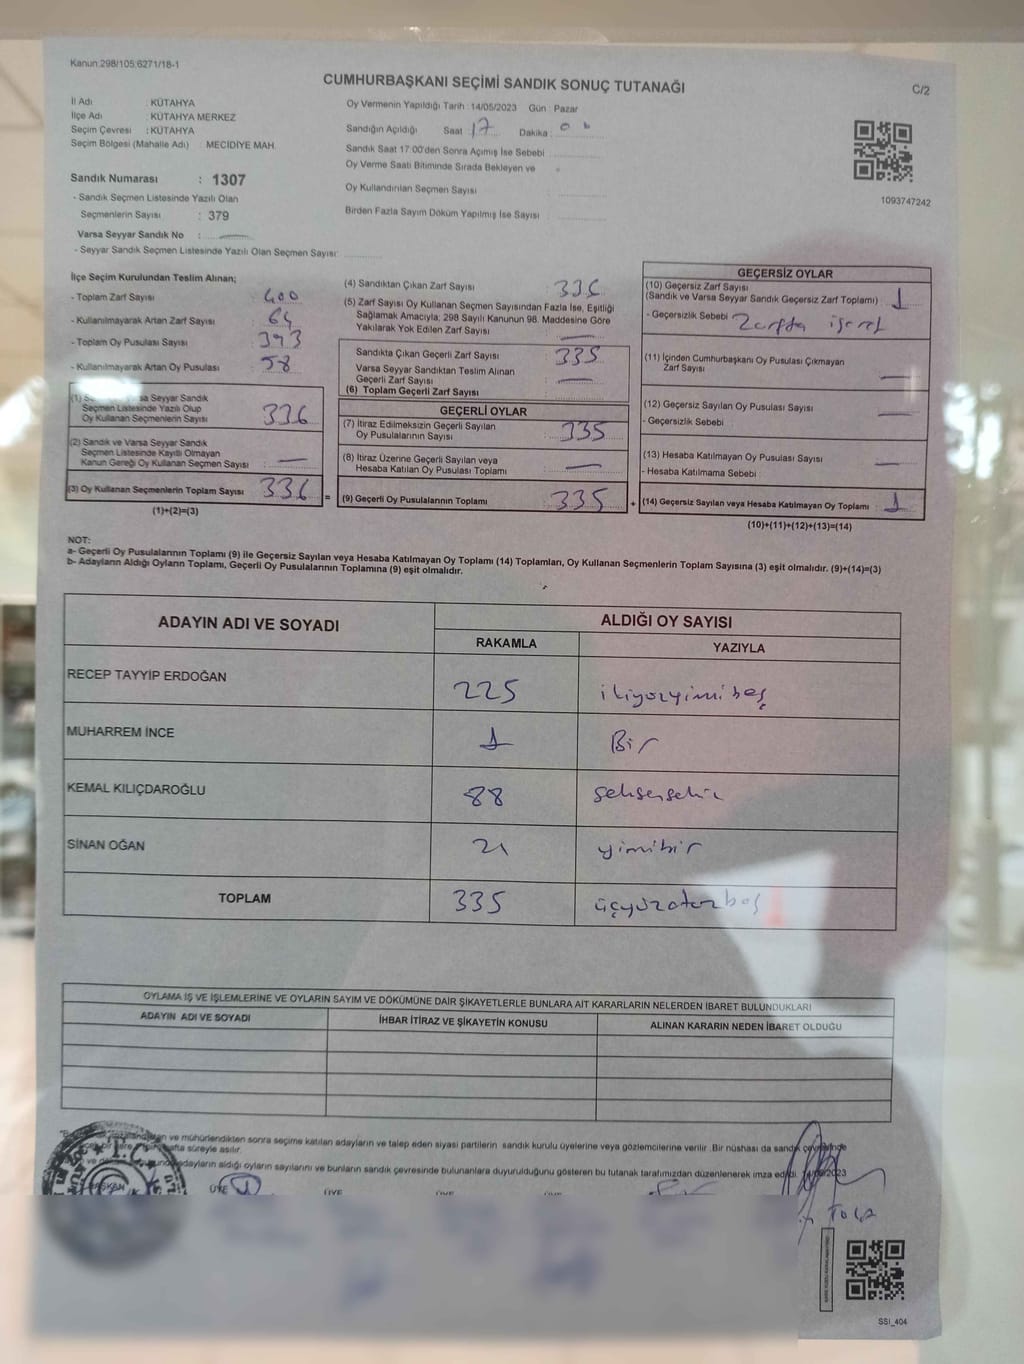 Kanun:298/105;6271/18-1
CUMHURBAŞKANI SEÇİMİ SANDIK SONUÇ TUTANAĞI
C/2
İl Adı : KÜTAHYA
İlçe Adı : KÜTAHYA MERKEZ
Seçim Çevresi : KÜTAHYA
Seçim Bölgesi (Mahalle Adı) : MECİDİYE MAH.
Sandık Numarası : 1307
- Sandık Seçmen Listesinde Yazılı Olan
Seçmenlerin Sayısı : 379
Varsa Seyyar Sandık No :
- Seyyar Sandık Seçmen Listesinde Yazılı Olan Seçmen Sayısı:
Oy Vermenin Yapıldığı Tarih : 14/05/2023 Gün : Pazar
Sandığın Açıldığı Saat : 17 Dakika :
Sandık Saat 17:00'den Sonra Açılmış İse Sebebi
Oy Verme Saati Bitiminde Sırada Bekleyen ve
Oy Kullandırılan Seçmen Sayısı
Birden Fazla Sayım Döküm Yapılmış İse Sayısı
1093747242
İlçe Seçim Kurulundan Teslim Alınan;
- Toplam Zarf Sayısı : 400
- Kullanılmayarak Artan Zarf Sayısı : 64
- Toplam Oy Pusulası Sayısı : 393
- Kullanılmayarak Artan Oy Pusulası : 58
(1) Varsa Seyyar Sandık
Seçmen Listesinde Yazılı Olup
Oy Kullanan Seçmenlerin Sayısı 336
(2) Sandık ve Varsa Seyyar Sandık
Seçmen Listesinde Kayıtlı Olmayan
Kanun Gereği Oy Kullanan Seçmen Sayısı : —
(3) Oy Kullanan Seçmenlerin Toplam Sayısı 336 =
(1)+(2)=(3)
(4) Sandıktan Çıkan Zarf Sayısı : 336
(5) Zarf Sayısı Oy Kullanan Seçmen Sayısından Fazla İse, Eşitliği
Sağlamak Amacıyla; 298 Sayılı Kanunun 98. Maddesine Göre
Yakılarak Yok Edilen Zarf Sayısı : —
Sandıkta Çıkan Geçerli Zarf Sayısı : 335
Varsa Seyyar Sandıktan Teslim Alınan
Geçerli Zarf Sayısı : —
(6) Toplam Geçerli Zarf Sayısı
GEÇERLİ OYLAR
(7) İtiraz Edilmeksizin Geçerli Sayılan
Oy Pusulalarının Sayısı : 335
(8) İtiraz Üzerine Geçerli Sayılan veya
Hesaba Katılan Oy Pusulası Toplamı : —
(9) Geçerli Oy Pusulalarının Toplamı : 335 +
GEÇERSİZ OYLAR
(10) Geçersiz Zarf Sayısı
(Sandık ve Varsa Seyyar Sandık Geçersiz Zarf Toplamı) : 1
- Geçersizlik Sebebi : Zarfta işaret
(11) İçinden Cumhurbaşkanı Oy Pusulası Çıkmayan
Zarf Sayısı : —
(12) Geçersiz Sayılan Oy Pusulası Sayısı : —
- Geçersizlik Sebebi :
(13) Hesaba Katılmayan Oy Pusulası Sayısı : —
- Hesaba Katılmama Sebebi :
(14) Geçersiz Sayılan veya Hesaba Katılmayan Oy Toplamı : 1
(10)+(11)+(12)+(13)=(14)
NOT:
a- Geçerli Oy Pusulalarının Toplamı (9) ile Geçersiz Sayılan veya Hesaba Katılmayan Oy Toplamı (14) Toplamları, Oy Kullanan Seçmenlerin Toplam Sayısına (3) eşit olmalıdır. (9)+(14)=(3)
b- Adayların Aldığı Oyların Toplamı, Geçerli Oy Pusulalarının Toplamına (9) eşit olmalıdır.
ADAYIN ADI VE SOYADI ALDIĞI OY SAYISI
RAKAMLA YAZIYLA
RECEP TAYYİP ERDOĞAN 225 ikiyüzyimibeş
MUHARREM İNCE 1 Bir
KEMAL KILIÇDAROĞLU 88 seksensekiz
SİNAN OĞAN 21 yimibir
TOPLAM 335 üçyüzotuzbeş
OYLAMA İŞ VE İŞLEMLERİNE VE OYLARIN SAYIM VE DÖKÜMÜNE DAİR ŞİKAYETLERLE BUNLARA AİT KARARLARIN NELERDEN İBARET BULUNDUKLARI
ADAYIN ADI VE SOYADI İHBAR İTİRAZ VE ŞİKAYETİN KONUSU ALINAN KARARIN NEDEN İBARET OLDUĞU
ve mühürlendikten sonra seçime katılan adayların ve talep eden siyasi partilerin sandık kurulu üyelerine veya gözlemcilerine verilir. Bir nüshası da sandık çevresinde
hafta süreyle asılır.
adayların aldığı oyların sayılarını ve bunların sandık çevresinde bulunanlara duyurulduğunu gösteren bu tutanak tarafımızdan düzenlenerek imza edildi. 14/05/2023
T.C.
BAŞKAN ÜYE ÜYE ÜYE ÜYE
SSI_404